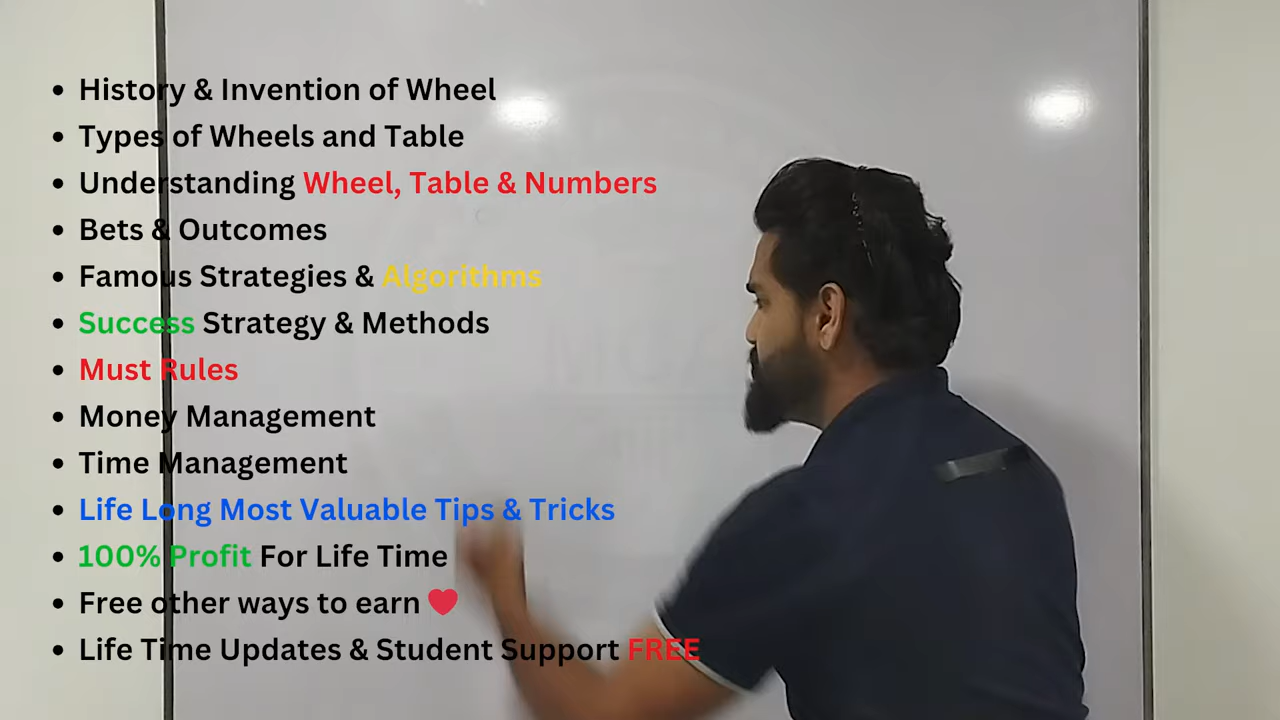 History & Invention of Wheel
Types of Wheels and Table
Understanding Wheel, Table & Numbers
Bets & Outcomes
Famous Strategies & Algorithms
Success Strategy & Methods
Must Rules
Money Management
Time Management
Life Long Most Valuable Tips & Tricks
100% Profit For Life Time
Free other ways to earn ❤️
Life Time Updates & Student Support FREE